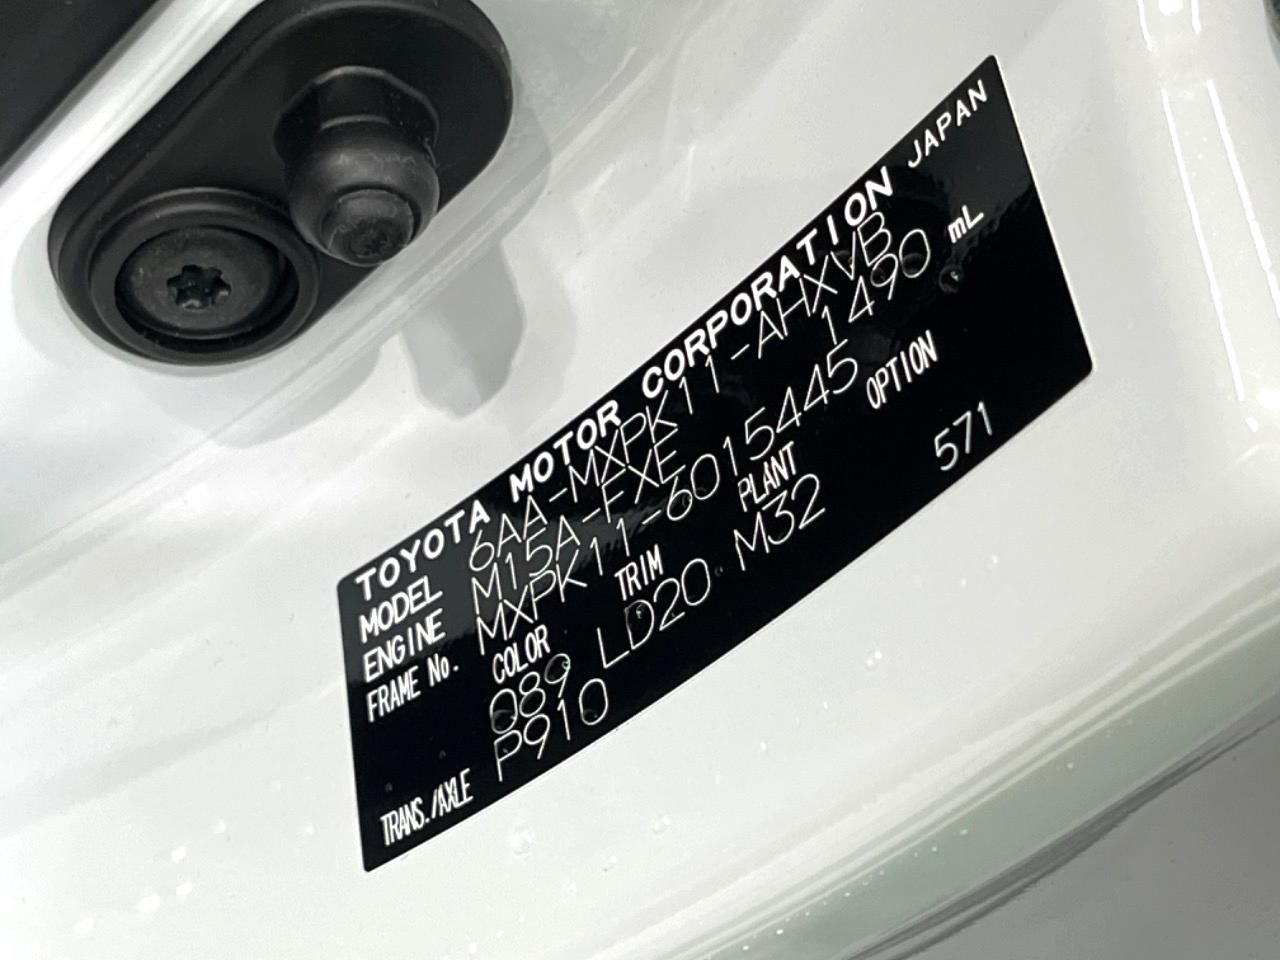 TOYOTA MOTOR CORPORATION JAPAN
MODEL 6AA-MXPK11-AHXVB
ENGINE M15A-FXE 1490 mL
FRAME No. MXPK11-6015445
COLOR TRIM PLANT OPTION
089 LD20 M32 571
TRANS./AXLE P910